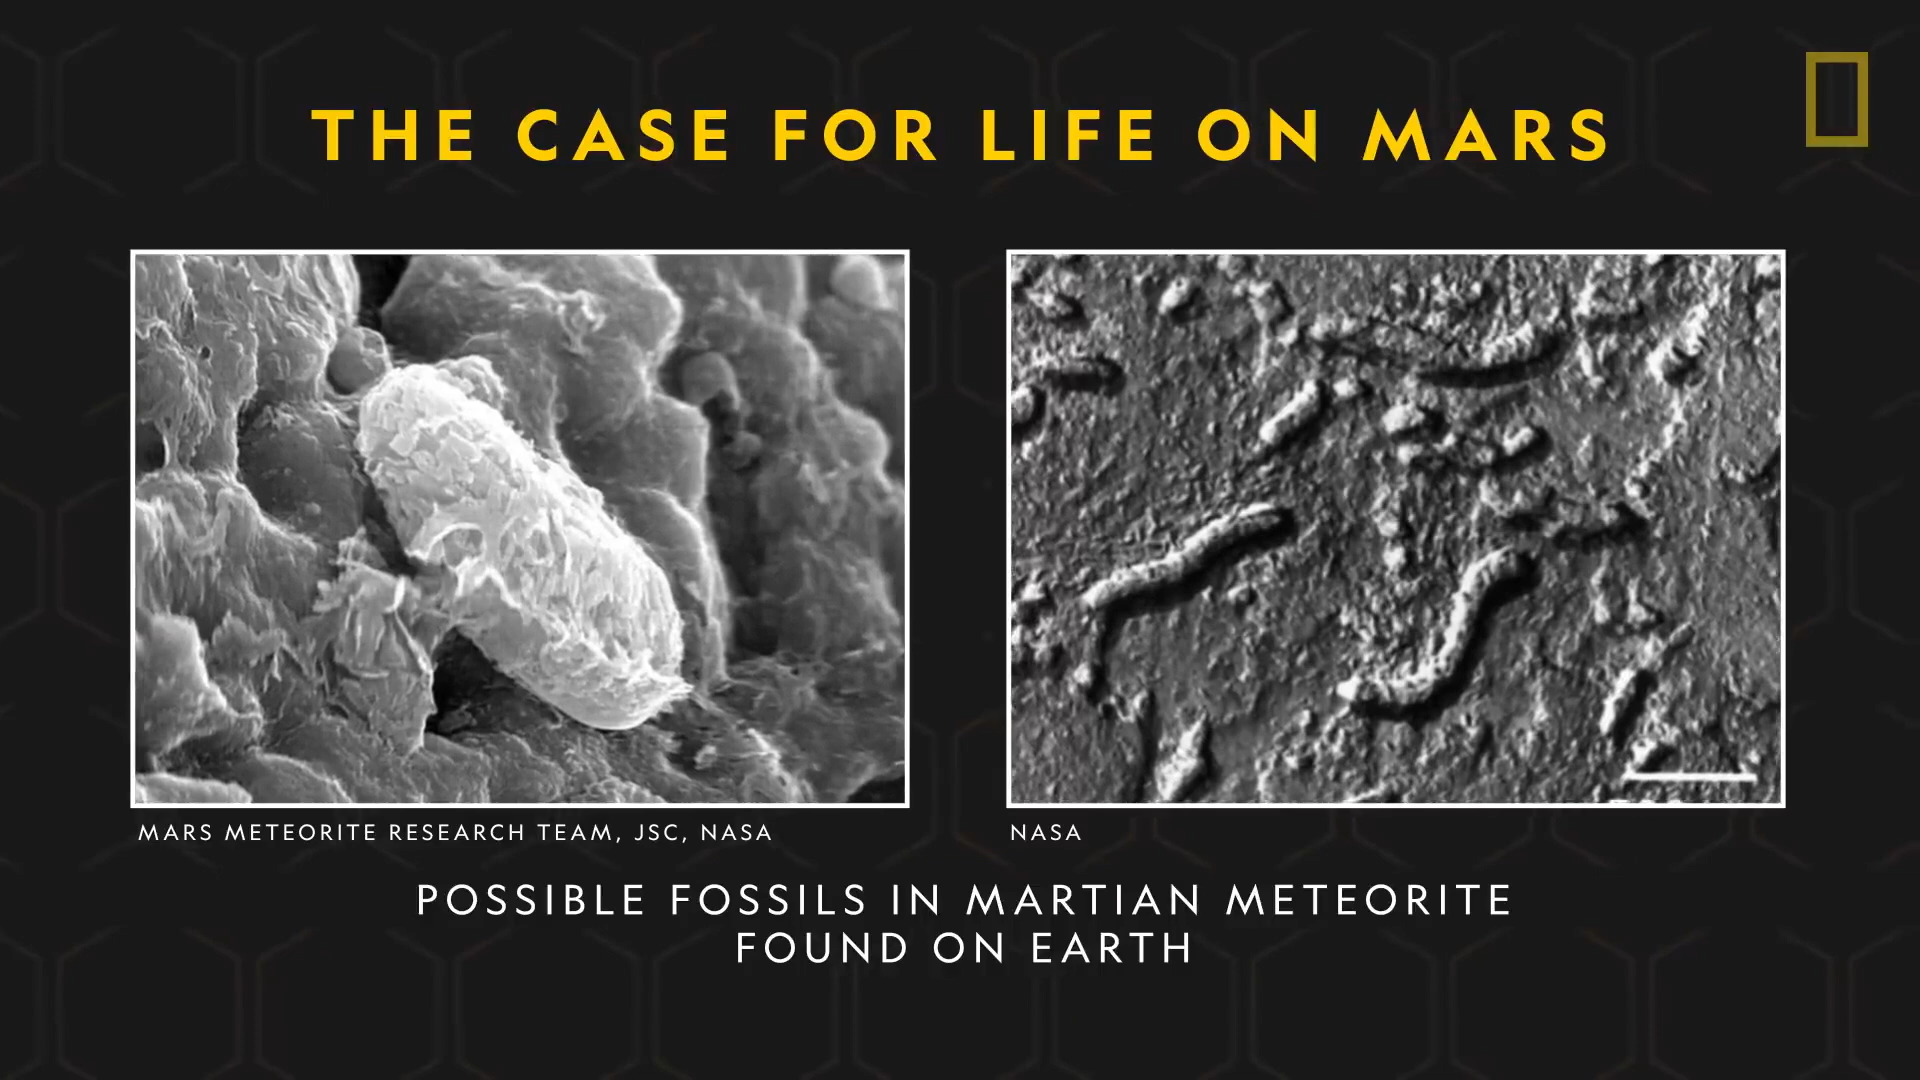 THE CASE FOR LIFE ON MARS
MARS METEORITE RESEARCH TEAM, JSC, NASA
NASA
POSSIBLE FOSSILS IN MARTIAN METEORITE
FOUND ON EARTH